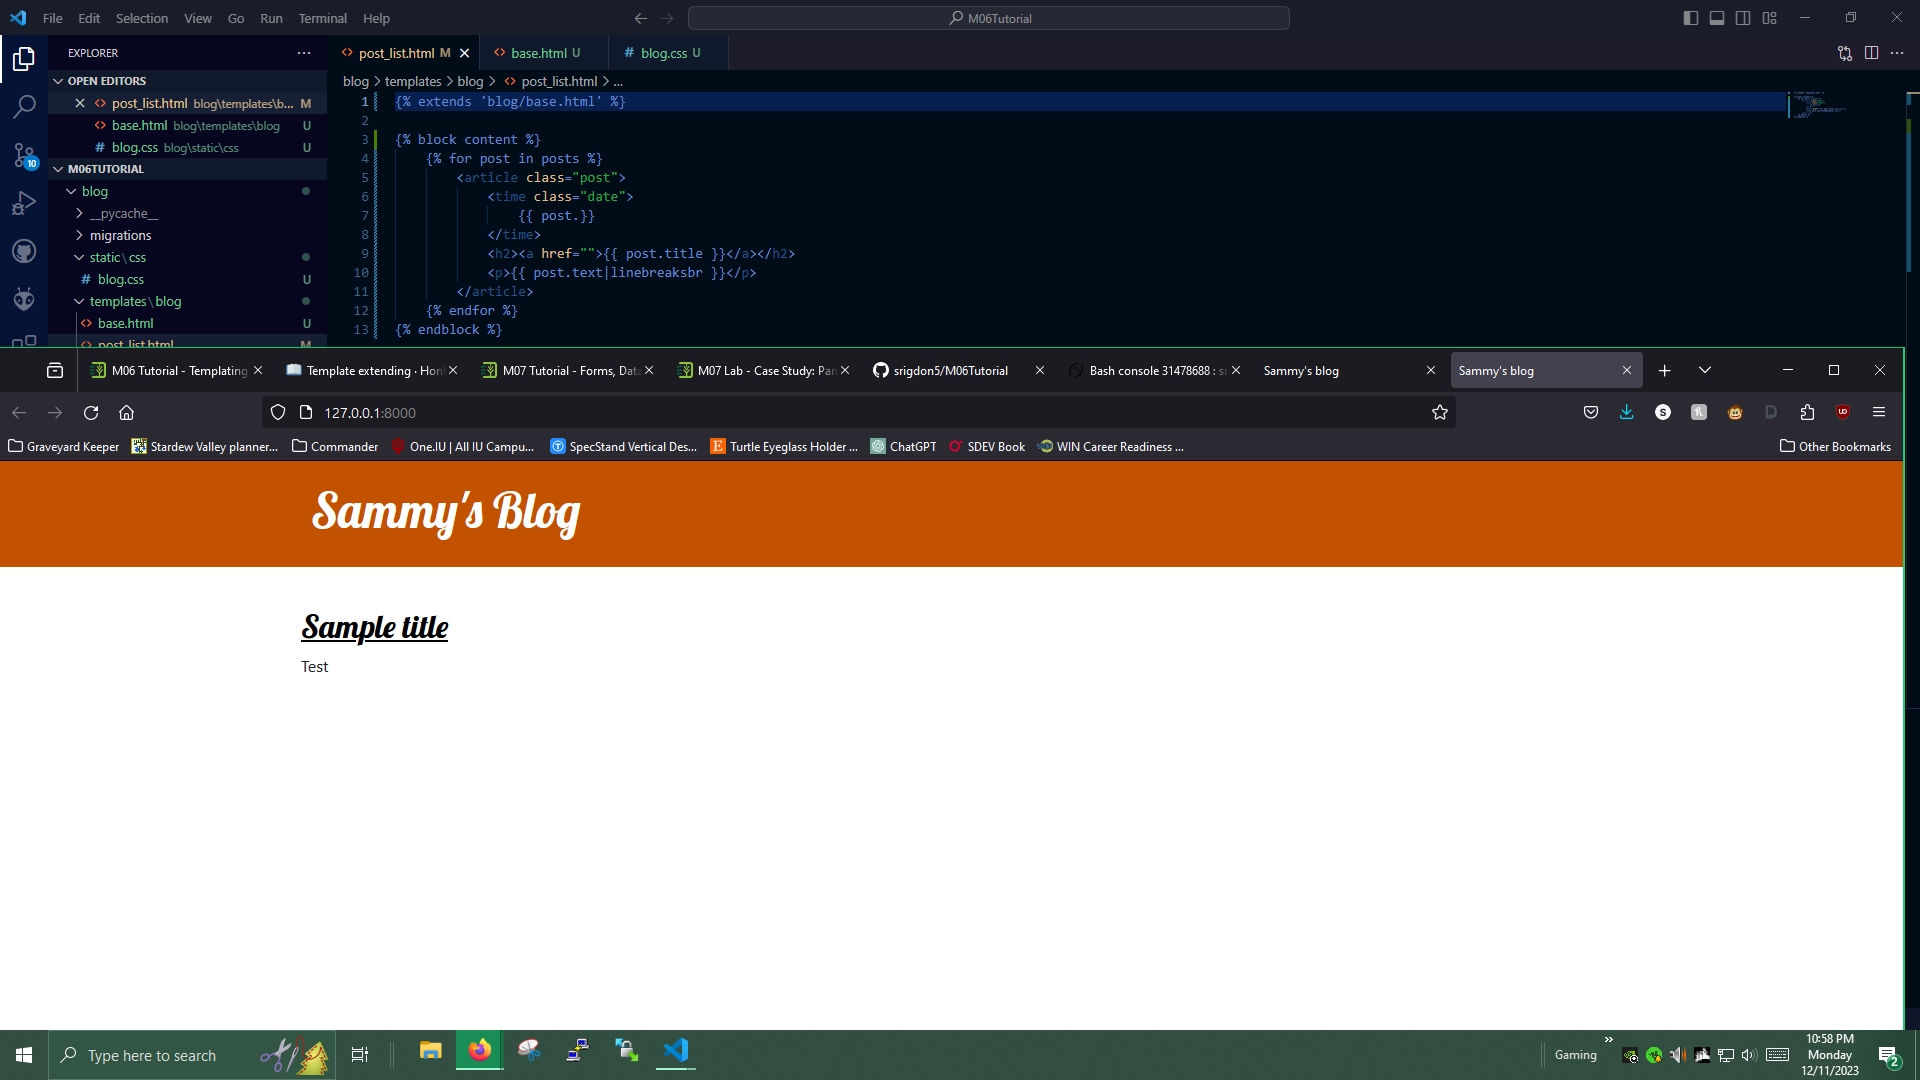 File Edit Selection View Go Run Terminal Help
M06Tutorial
EXPLORER
post_list.html M
base.html U
blog.css U
OPEN EDITORS
blog > templates > blog > post_list.html > ...
post_list.html blog\templates\b... M
base.html blog\templates\blog U
blog.css blog\static\css U
M06TUTORIAL
blog
__pycache__
migrations
static\css
blog.css U
templates\blog
base.html U
post_list.html M
10
1 {% extends 'blog/base.html' %}
2
3 {% block content %}
4 {% for post in posts %}
5 <article class="post">
6 <time class="date">
7 {{ post.}}
8 </time>
9 <h2><a href="">{{ post.title }}</a></h2>
10 <p>{{ post.text|linebreaksbr }}</p>
11 </article>
12 {% endfor %}
13 {% endblock %}
M06 Tutorial - Templating
Template extending · Hon
M07 Tutorial - Forms, Data
M07 Lab - Case Study: Par
srigdon5/M06Tutorial
Bash console 31478688 : sr
Sammy's blog
Sammy's blog
127.0.0.1:8000
Graveyard Keeper
Stardew Valley planner...
Commander
One.IU | All IU Campu...
SpecStand Vertical Des...
Turtle Eyeglass Holder ...
ChatGPT
SDEV Book
WIN Career Readiness ...
Other Bookmarks
Sammy's Blog
Sample title
Test
Type here to search
Gaming
10:58 PM
Monday
12/11/2023
2